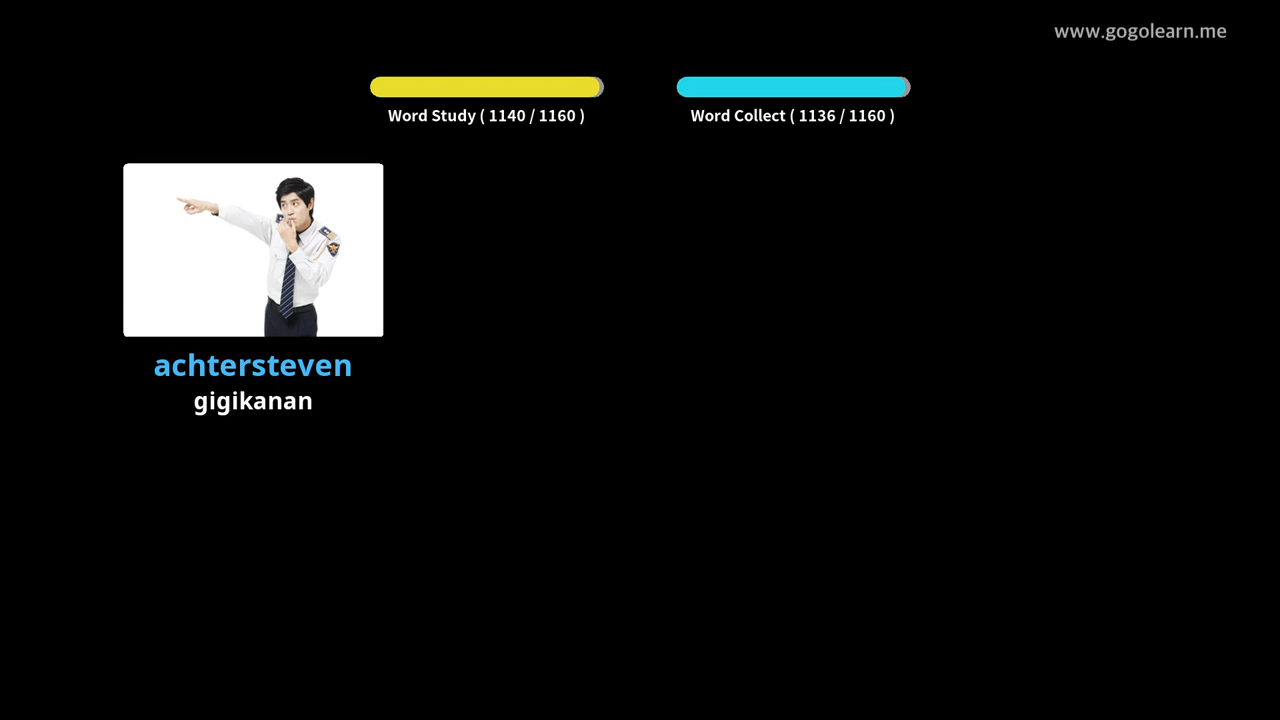 www.gogolearn.me
Word Study ( 1140 / 1160 )
Word Collect ( 1136 / 1160 )
achtersteven
gigikanan